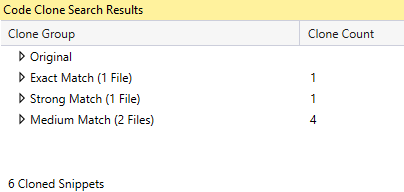 Code Clone Search Results
Clone Group Clone Count
Original
Exact Match (1 File) 1
Strong Match (1 File) 1
Medium Match (2 Files) 4
6 Cloned Snippets